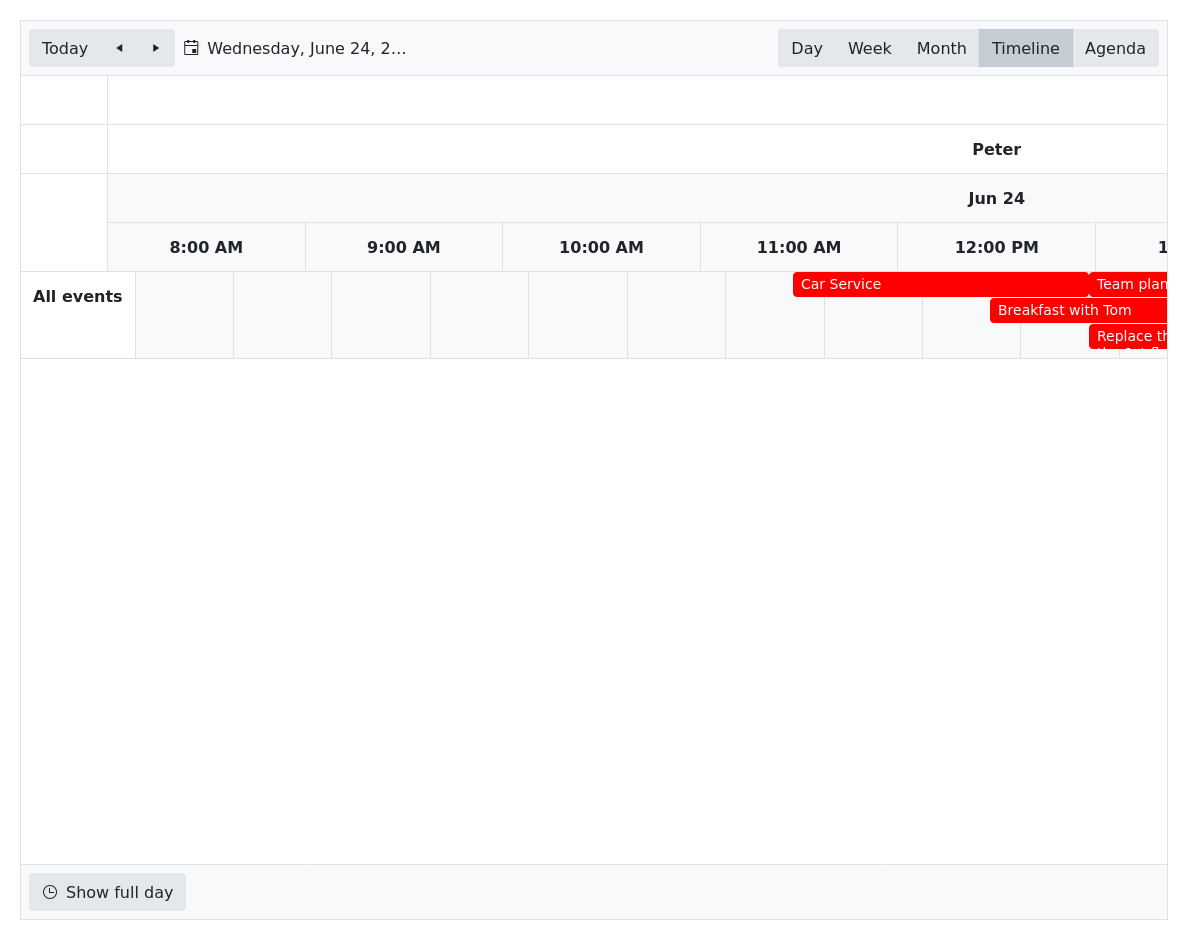 Today Wednesday, June 24, 2... Day Week Month Timeline Agenda
Peter
Jun 24
8:00 AM 9:00 AM 10:00 AM 11:00 AM 12:00 PM 1
All events Car Service Team plan
Breakfast with Tom
Replace th
Show full day